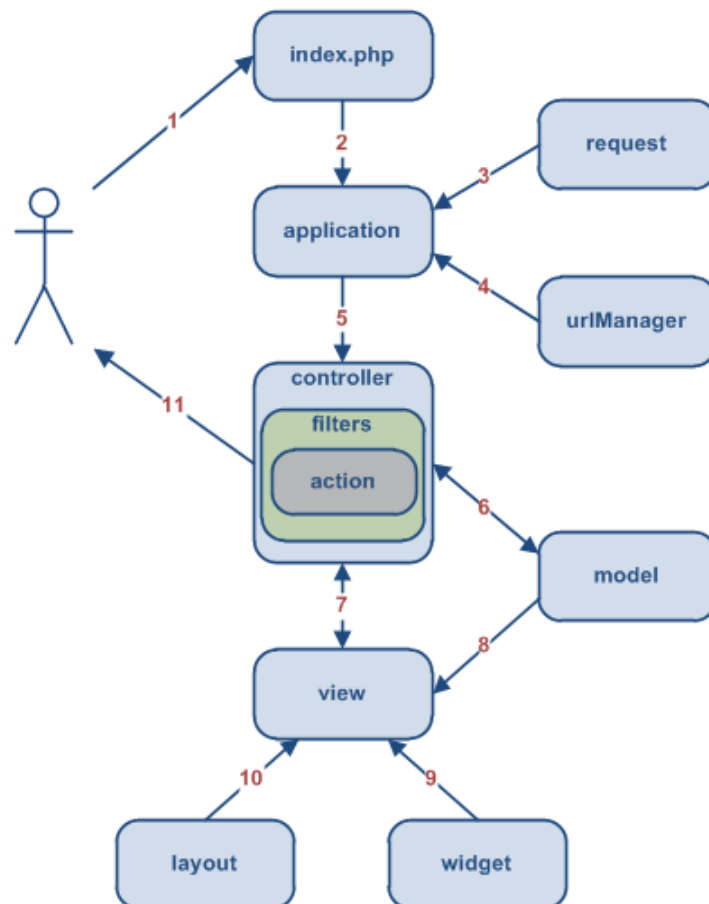 index.php
1
2
request
3
application
4
urlManager
5
controller
filters
11
action
6
model
7
8
view
10
9
layout
widget